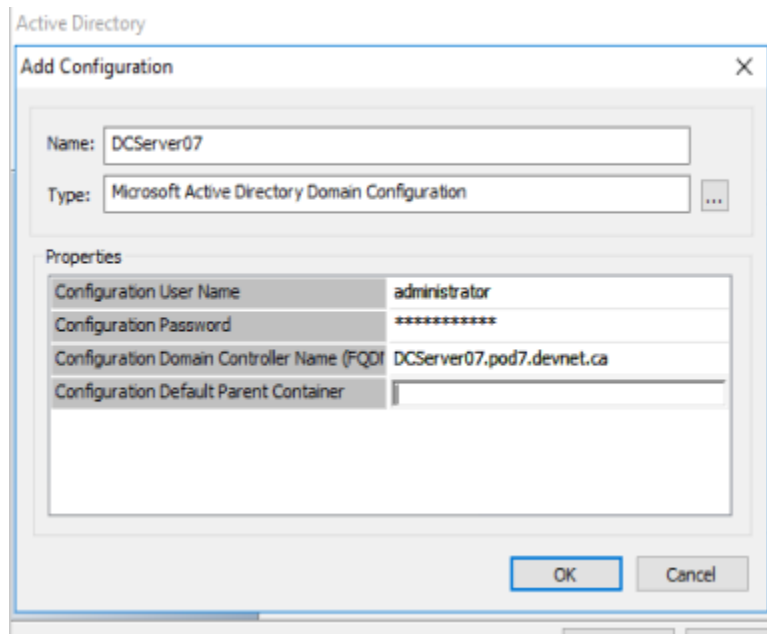 Active Directory
Add Configuration
Name: DCServer07
Type: Microsoft Active Directory Domain Configuration ...
Properties
Configuration User Name administrator
Configuration Password ***********
Configuration Domain Controller Name (FQD DCServer07.pod7.devnet.ca
Configuration Default Parent Container
OK Cancel